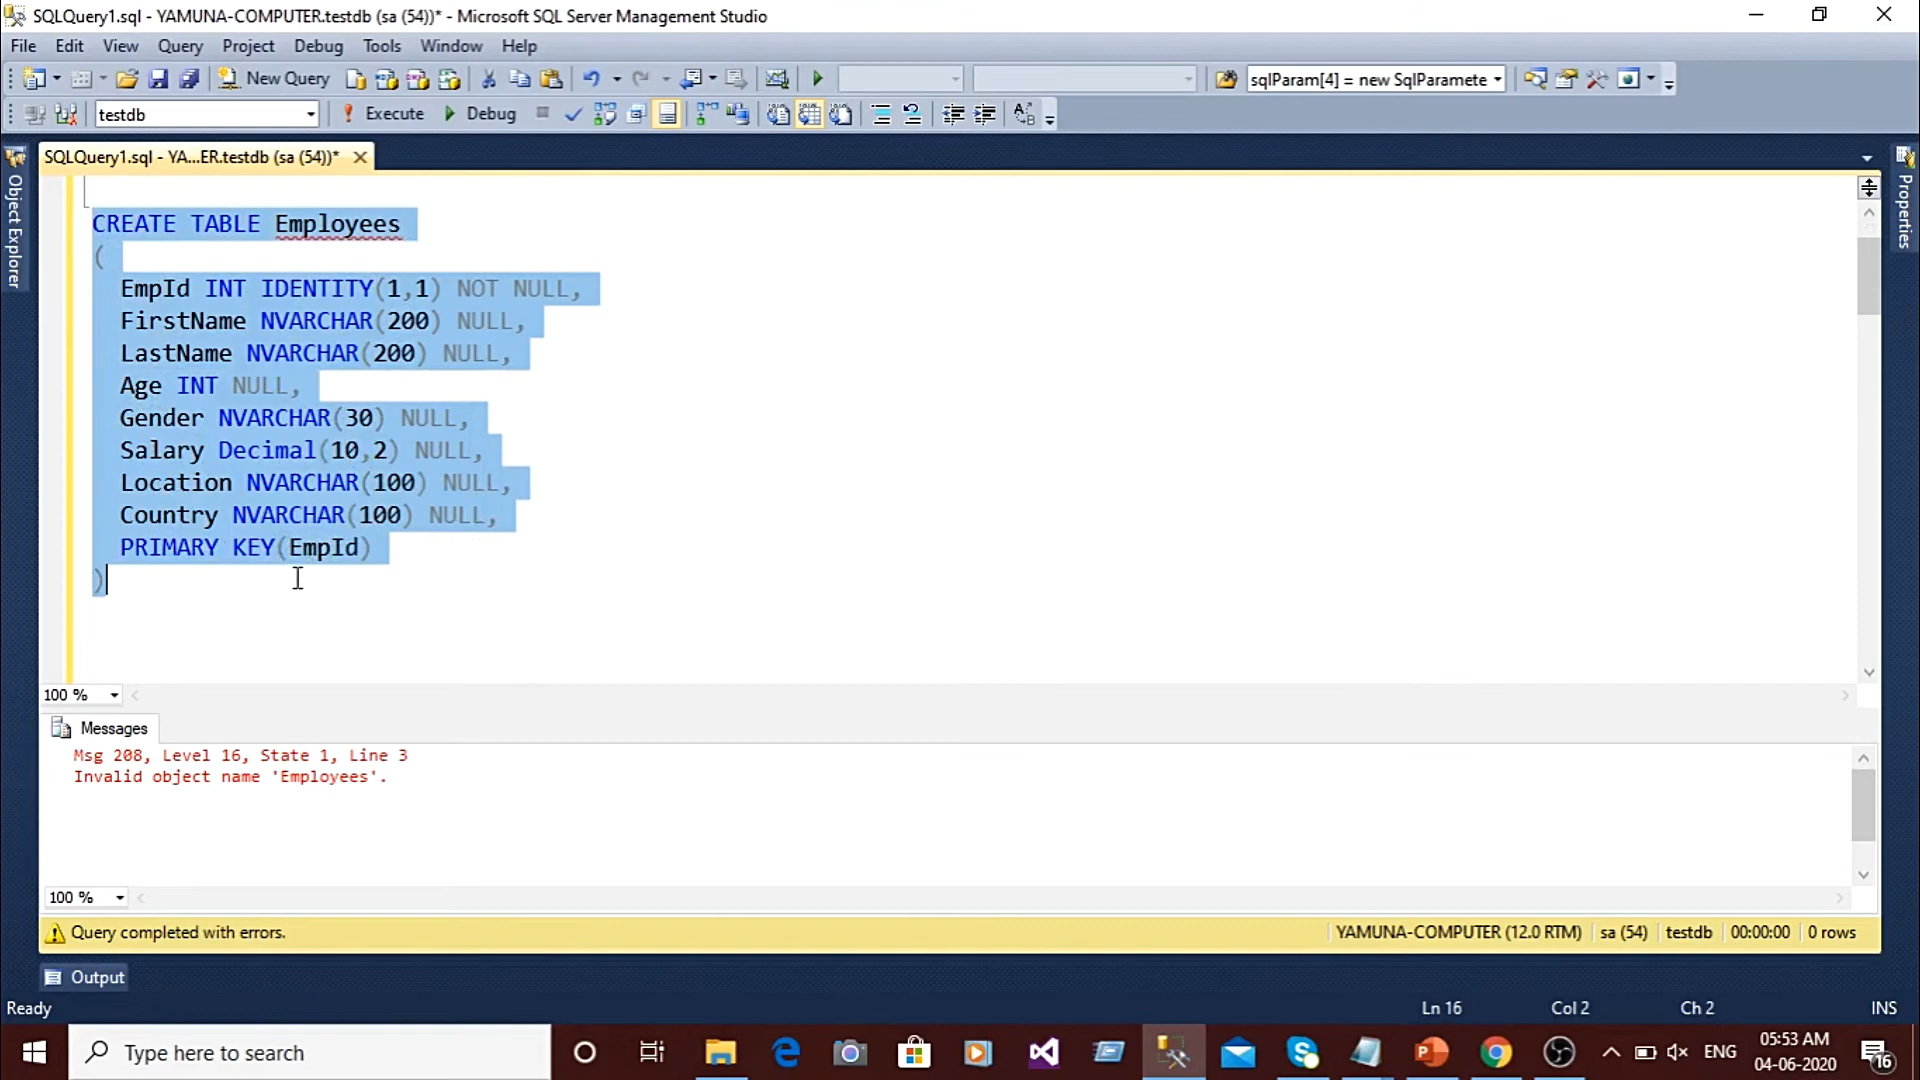 SQLQuery1.sql - YAMUNA-COMPUTER.testdb (sa (54))* - Microsoft SQL Server Management Studio
File Edit View Query Project Debug Tools Window Help
New Query sqlParam[4] = new SqlParamete
testdb Execute Debug
SQLQuery1.sql - YA...ER.testdb (sa (54))*
Object Explorer
Properties
CREATE TABLE Employees
(
EmpId INT IDENTITY(1,1) NOT NULL,
FirstName NVARCHAR(200) NULL,
LastName NVARCHAR(200) NULL,
Age INT NULL,
Gender NVARCHAR(30) NULL,
Salary Decimal(10,2) NULL,
Location NVARCHAR(100) NULL,
Country NVARCHAR(100) NULL,
PRIMARY KEY(EmpId)
)
100 %
Messages
Msg 208, Level 16, State 1, Line 3
Invalid object name 'Employees'.
100 %
Query completed with errors. YAMUNA-COMPUTER (12.0 RTM) sa (54) testdb 00:00:00 0 rows
Output
Ready Ln 16 Col 2 Ch 2 INS
Type here to search ENG 05:53 AM
04-06-2020 16